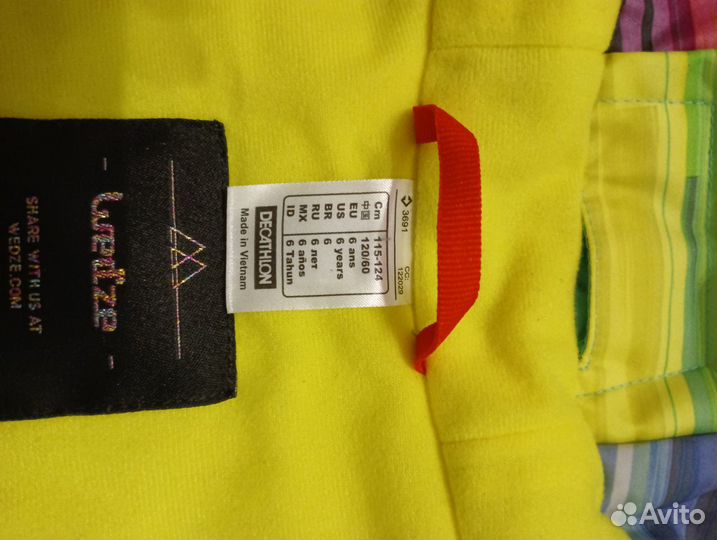 - wedze -
SHARE WITH US AT
WEDZE.COM
3691
CC:
122029
Cm 115-124
中国 120/60
EU 6 ans
US 6 years
BR 6
RU 6 лет
MX 6 años
ID 6 Tahun
DECATHLON
Made in Vietnam
Avito